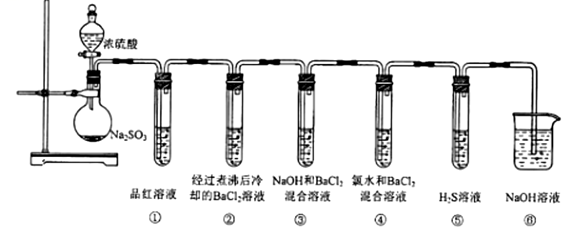 浓硫酸
Na₂SO₃
品红溶液
经过煮沸后冷
却的BaCl₂溶液
NaOH和BaCl₂
混合溶液
氯水和BaCl₂
混合溶液
H₂S溶液
NaOH溶液
① ② ③ ④ ⑤ ⑥